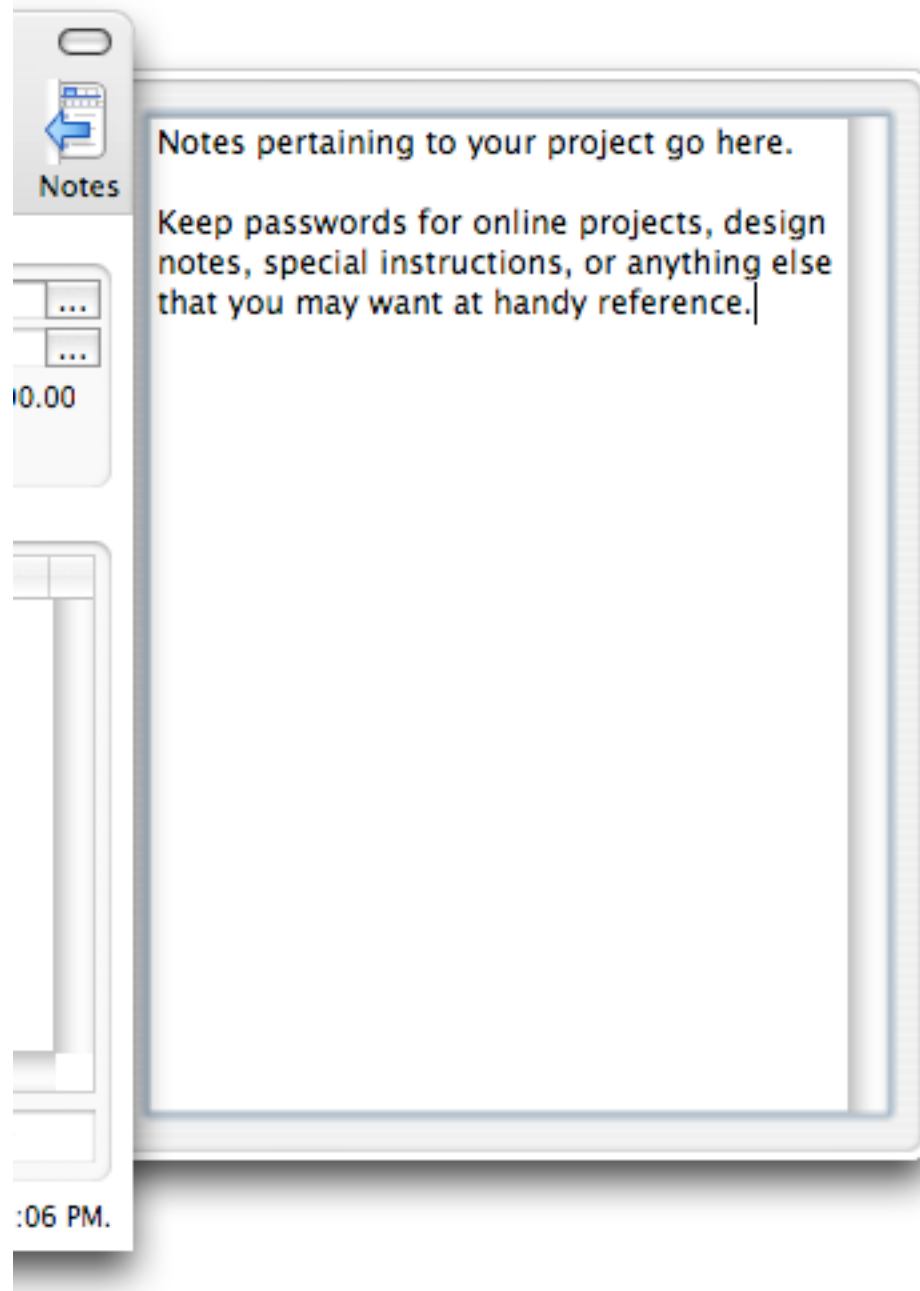 Notes
Notes pertaining to your project go here.
Keep passwords for online projects, design
notes, special instructions, or anything else
that you may want at handy reference.
...
...
0.00
:06 PM.